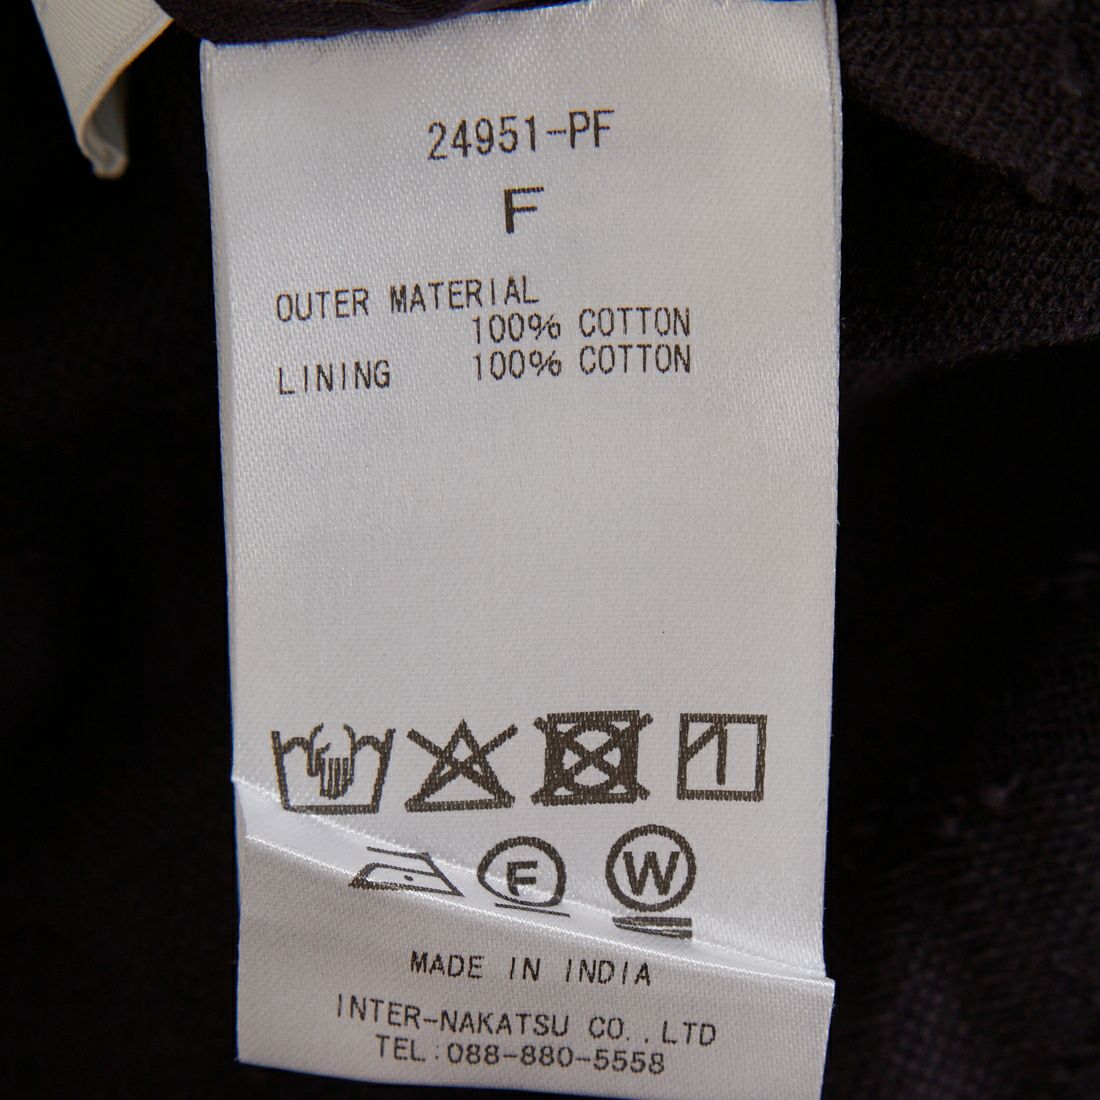 24951-PF
F
OUTER MATERIAL
100% COTTON
LINING 100% COTTON
F W
MADE IN INDIA
INTER-NAKATSU CO.,LTD
TEL:088-880-5558